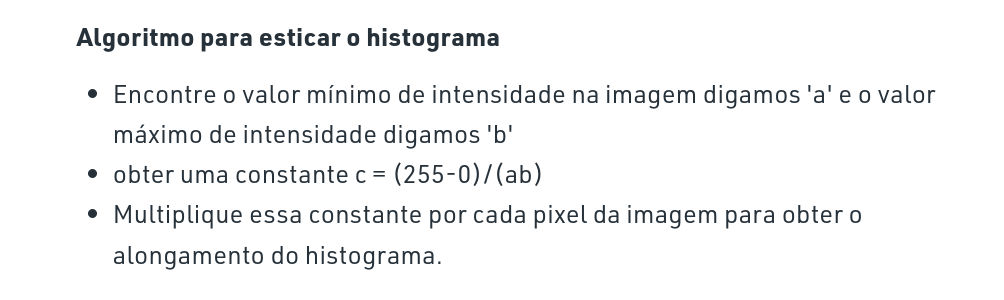 Algoritmo para esticar o histograma
• Encontre o valor mínimo de intensidade na imagem digamos 'a' e o valor
máximo de intensidade digamos 'b'
• obter uma constante c = (255-0)/(ab)
• Multiplique essa constante por cada pixel da imagem para obter o
alongamento do histograma.